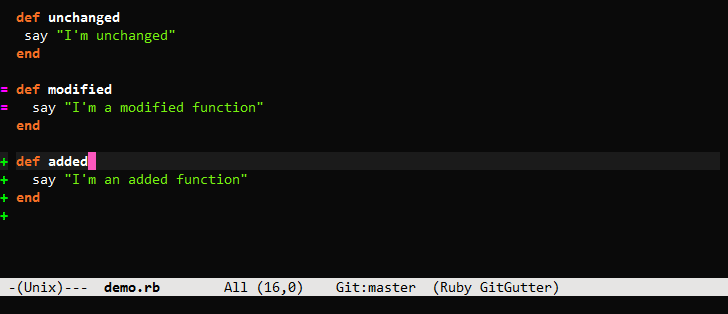 def unchanged
 say "I'm unchanged"
end
= def modified
=   say "I'm a modified function"
end
+ def added
+   say "I'm an added function"
+ end
+
-(Unix)---  demo.rb        All (16,0)    Git:master  (Ruby GitGutter)